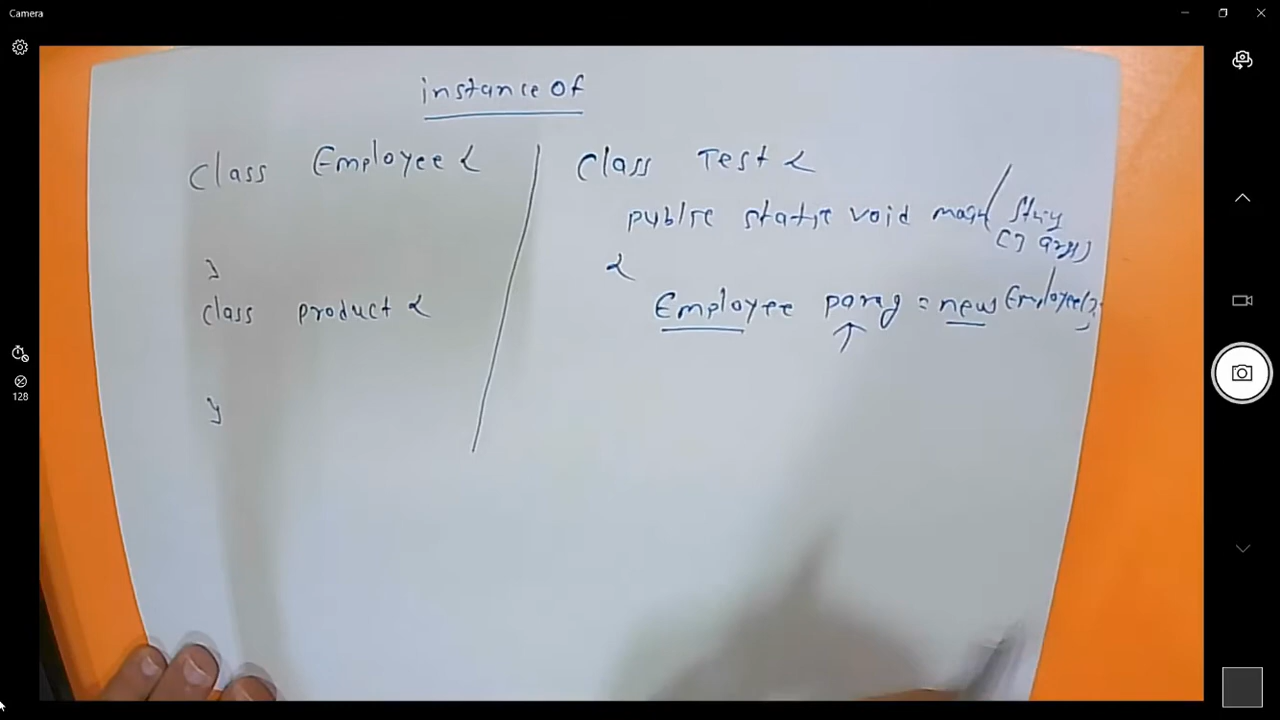 Camera
instance of
class Employee {
}
class product {
}
class Test {
public static void main(String
[] args)
{
Employee parag = new Employee();
128